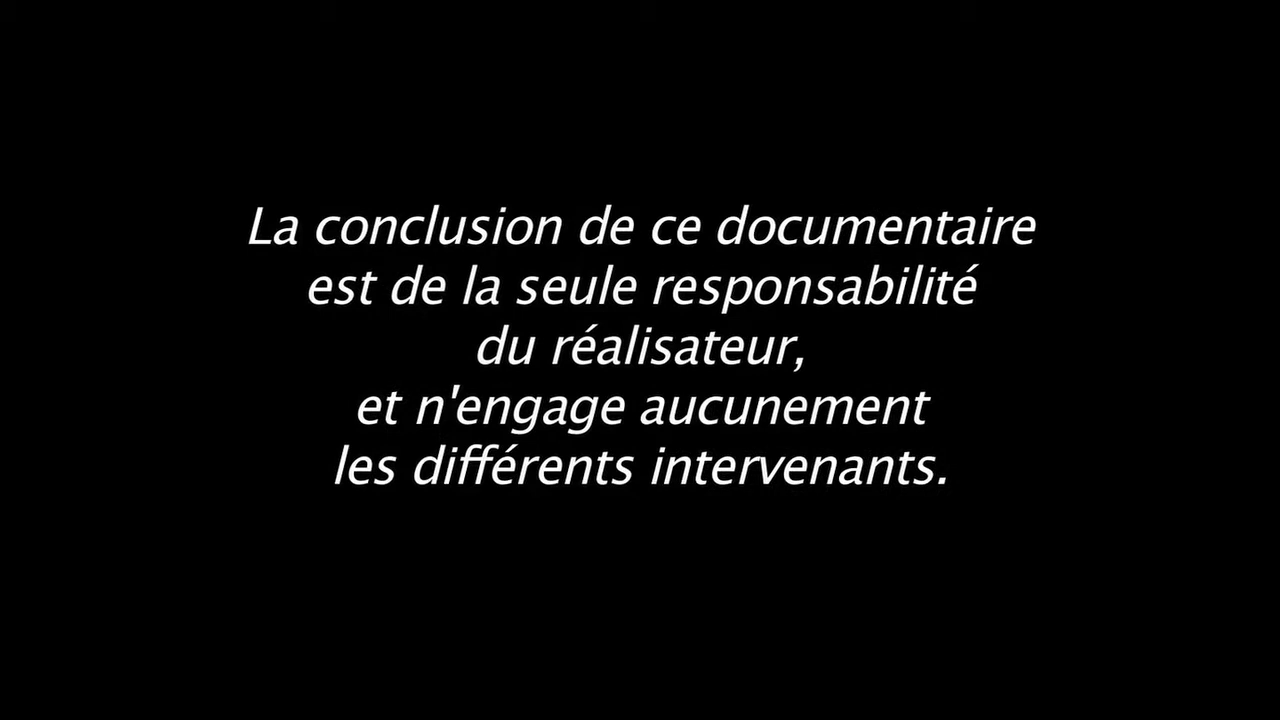 La conclusion de ce documentaire
est de la seule responsabilité
du réalisateur,
et n'engage aucunement
les différents intervenants.